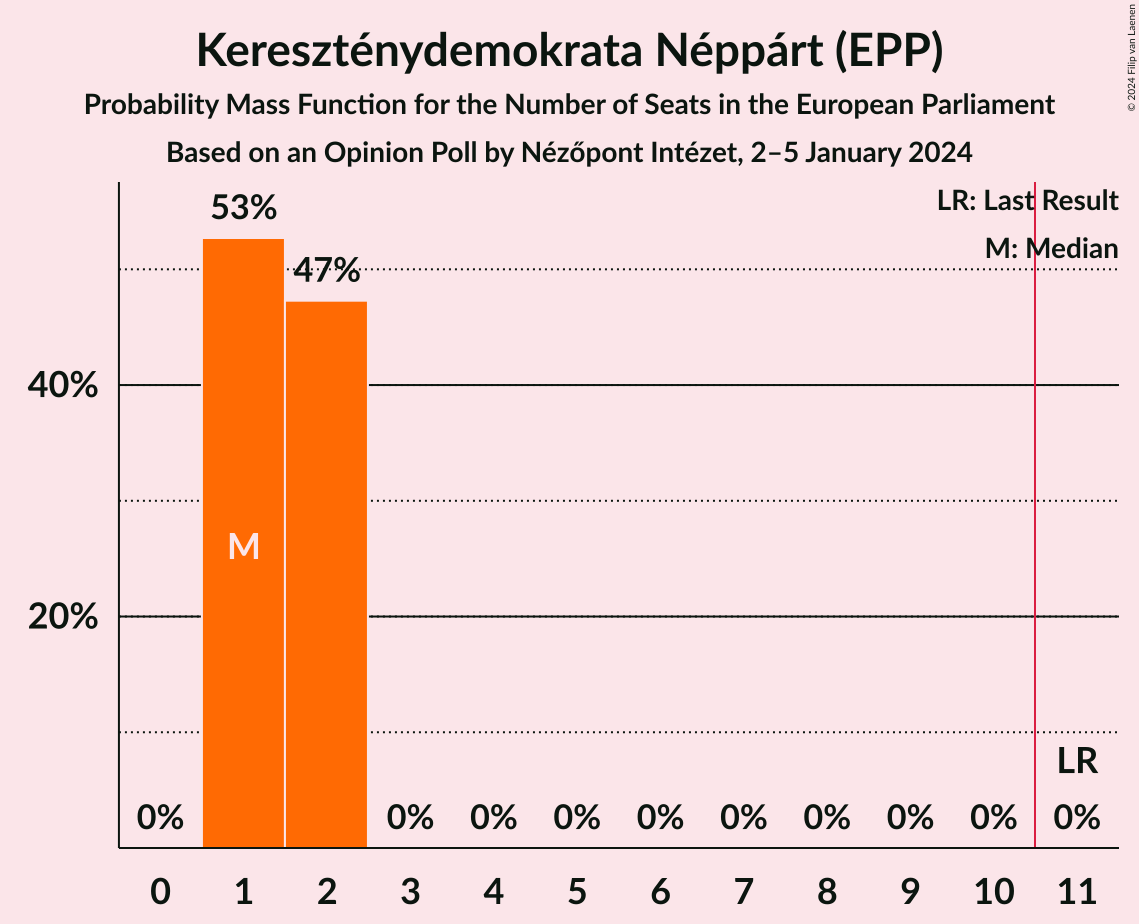 Kereszténydemokrata Néppárt (EPP)
Probability Mass Function for the Number of Seats in the European Parliament
Based on an Opinion Poll by Nézőpont Intézet, 2–5 January 2024
© 2024 Filip van Laenen
LR: Last Result
M: Median
53%
47%
40%
M
20%
LR
0% 0% 0% 0% 0% 0% 0% 0% 0% 0%
0 1 2 3 4 5 6 7 8 9 10 11